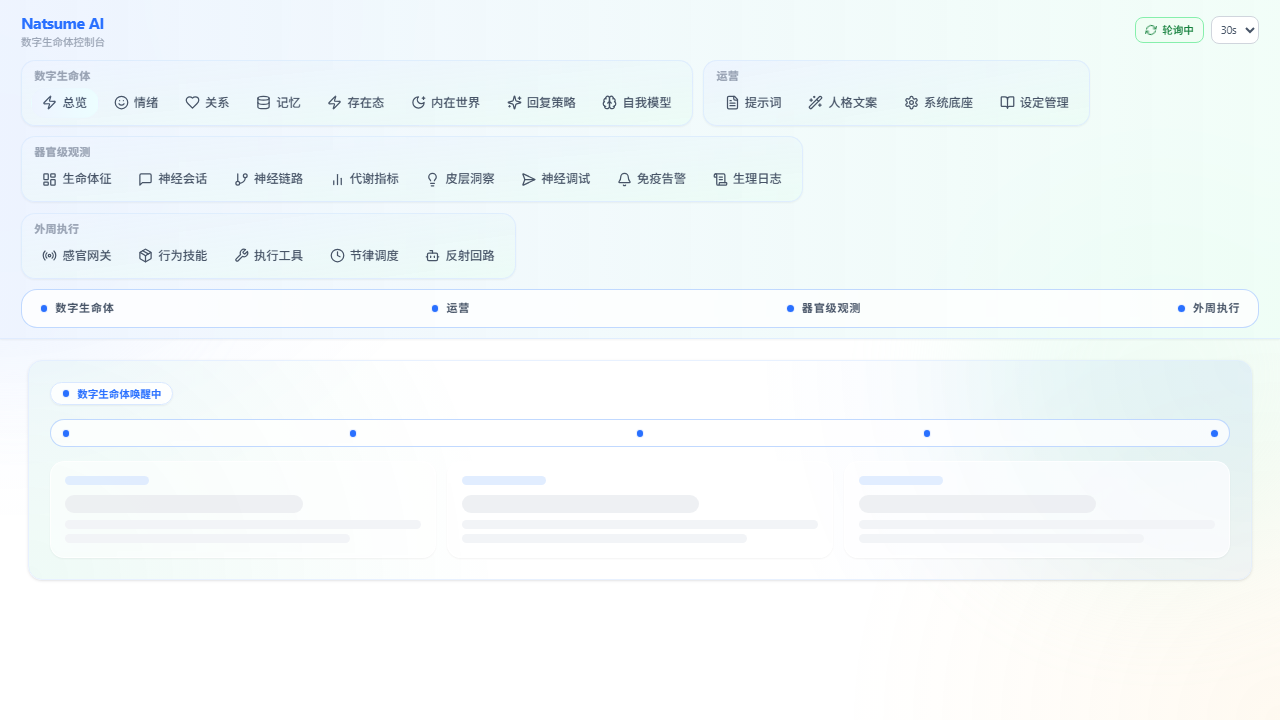 Natsume AI
数字生命体控制台
轮询中
30s
数字生命体
总览 情绪 关系 记忆 存在态 内在世界 回复策略 自我模型
运营
提示词 人格文案 系统底座 设定管理
器官级观测
生命体征 神经会话 神经链路 代谢指标 皮层洞察 神经调试 免疫告警 生理日志
外周执行
感官网关 行为技能 执行工具 节律调度 反射回路
数字生命体 运营 器官级观测 外周执行
数字生命体唤醒中